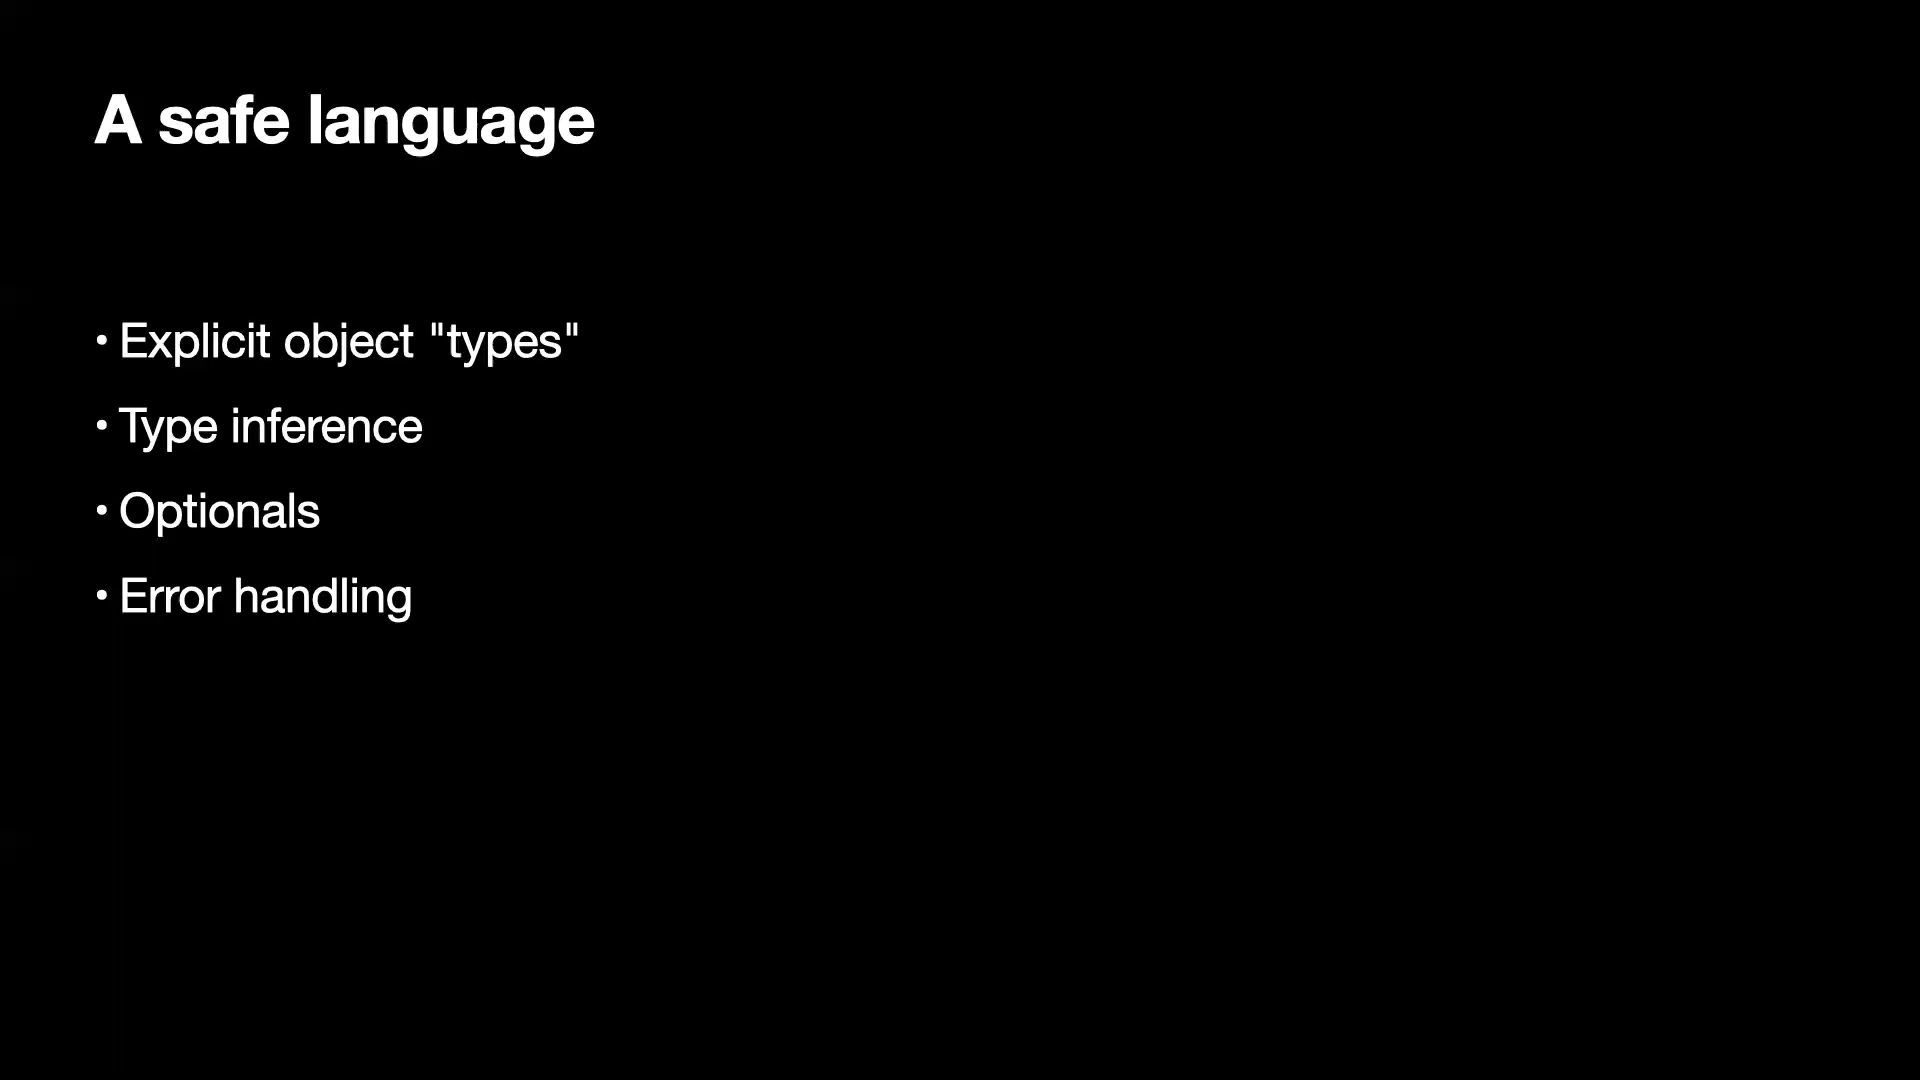 A safe language
• Explicit object "types"
• Type inference
• Optionals
• Error handling